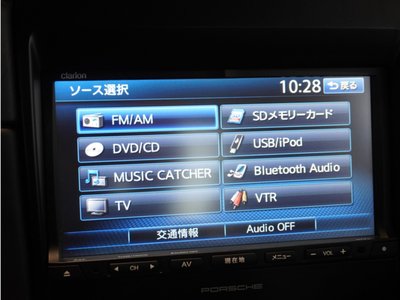 Clarion
ソース選択
10:28
戻る
FM/AM
SDメモリーカード
DVD/CD
USB/iPod
MUSIC CATCHER
Bluetooth Audio
TV
VTR
交通情報
Audio OFF
CH
AV
現在地
メニュー
− VOL +
PORSCHE